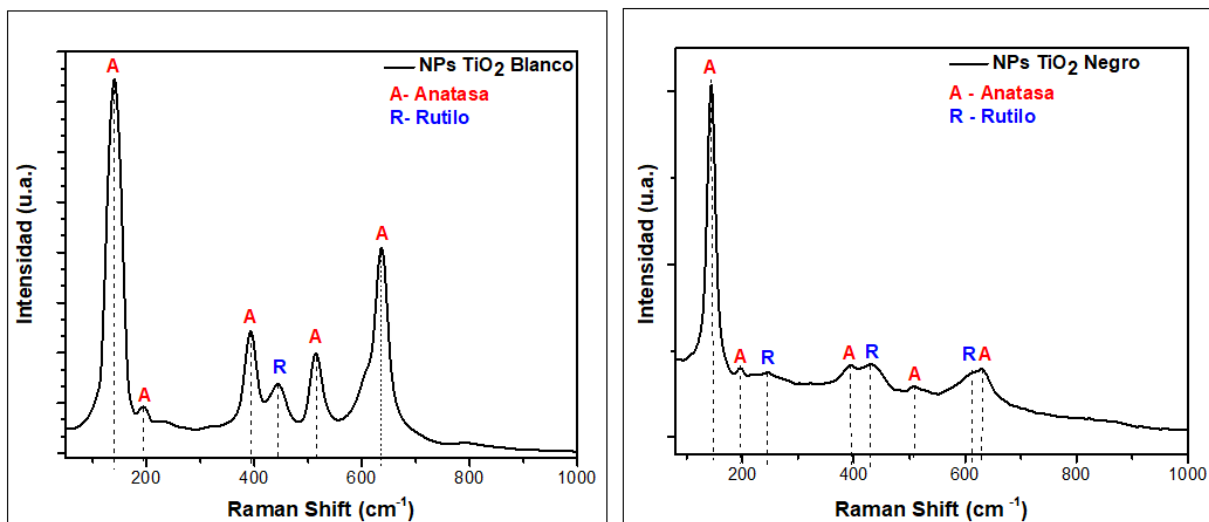 NPs TiO2 Blanco
A- Anatasa
R- Rutilo
A
A
A
R
A
A
Intensidad (u.a.)
200 400 600 800 1000
Raman Shift (cm-1)
NPs TiO2 Negro
A - Anatasa
R - Rutilo
A
A
R
A
R
A
R
A
Intensidad (u.a.)
200 400 600 800 1000
Raman Shift (cm-1)